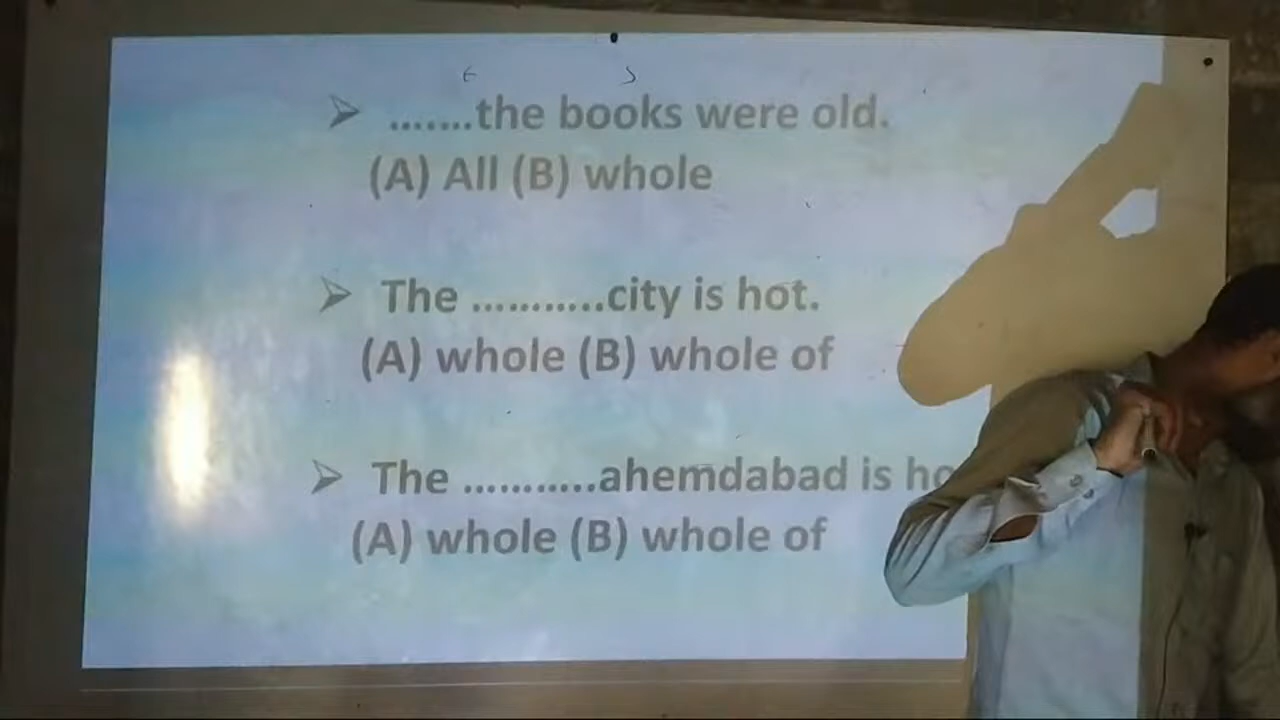 ➢ .......the books were old.
(A) All (B) whole
➢ The ...........city is hot.
(A) whole (B) whole of
➢ The ...........ahemdabad is ho
(A) whole (B) whole of